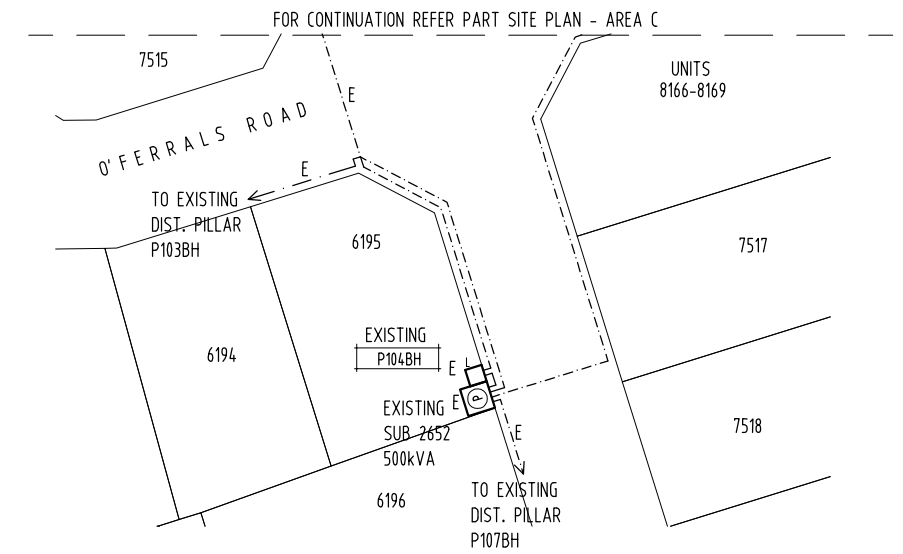 FOR CONTINUATION REFER PART SITE PLAN - AREA C
7515
UNITS
8166-8169
E
O'FERRALS ROAD
E
TO EXISTING
DIST. PILLAR
P103BH
6195
7517
6194
EXISTING
P104BH
E
E
P
EXISTING
SUB 2652
500kVA
7518
E
6196
TO EXISTING
DIST. PILLAR
P107BH